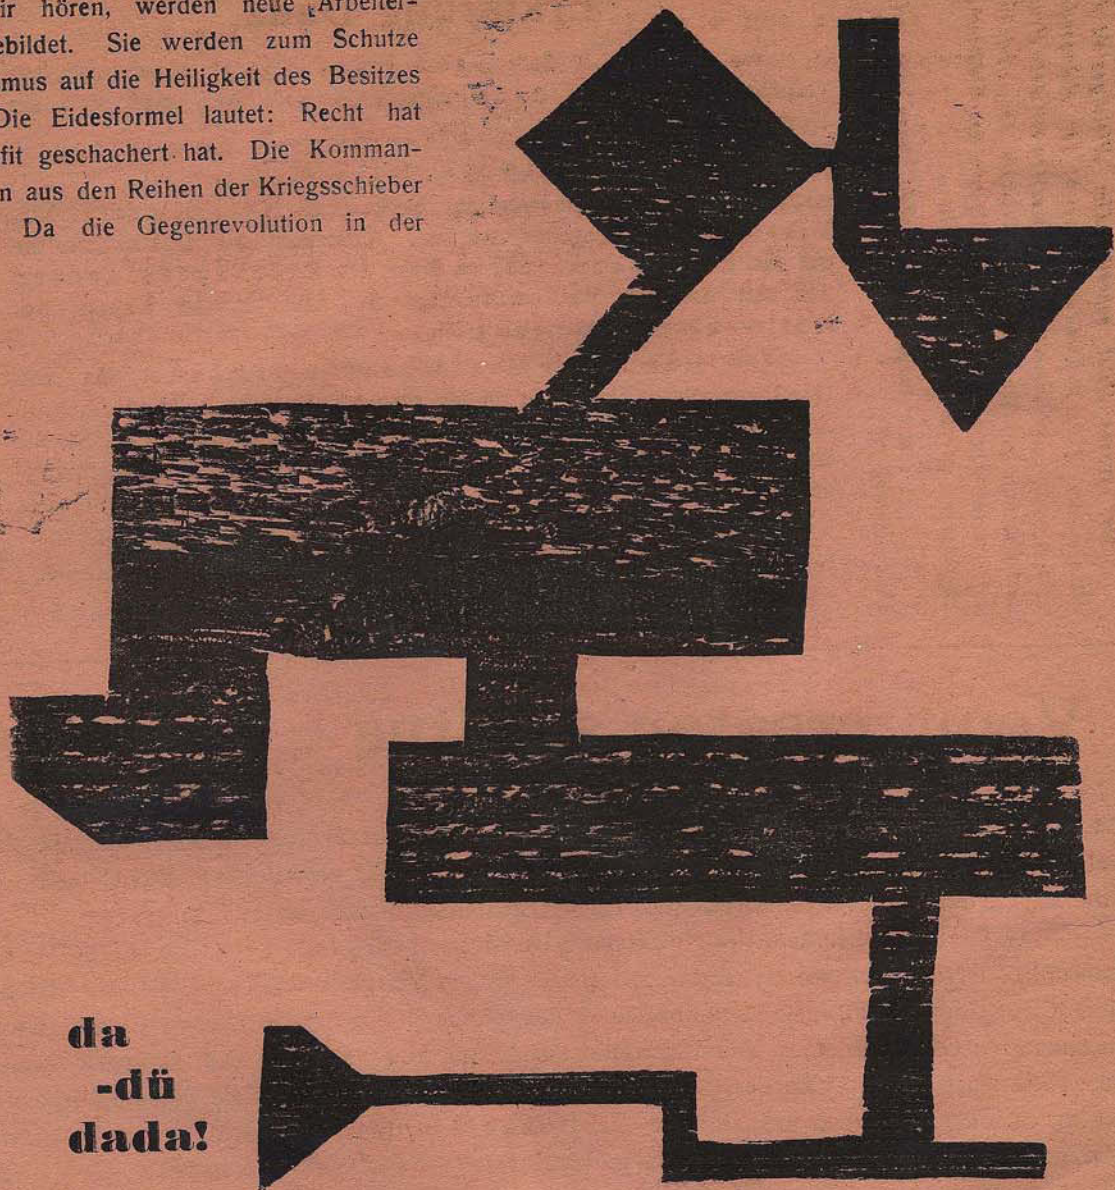 ir hören, werden neue Arbeiter-
ebildet. Sie werden zum Schutze
mus auf die Heiligkeit des Besitzes
Die Eidesformel lautet: Recht hat
fit geschachert hat. Die Komman-
n aus den Reihen der Kriegsschieber
Da die Gegenrevolution in der
da
-dü
dada!